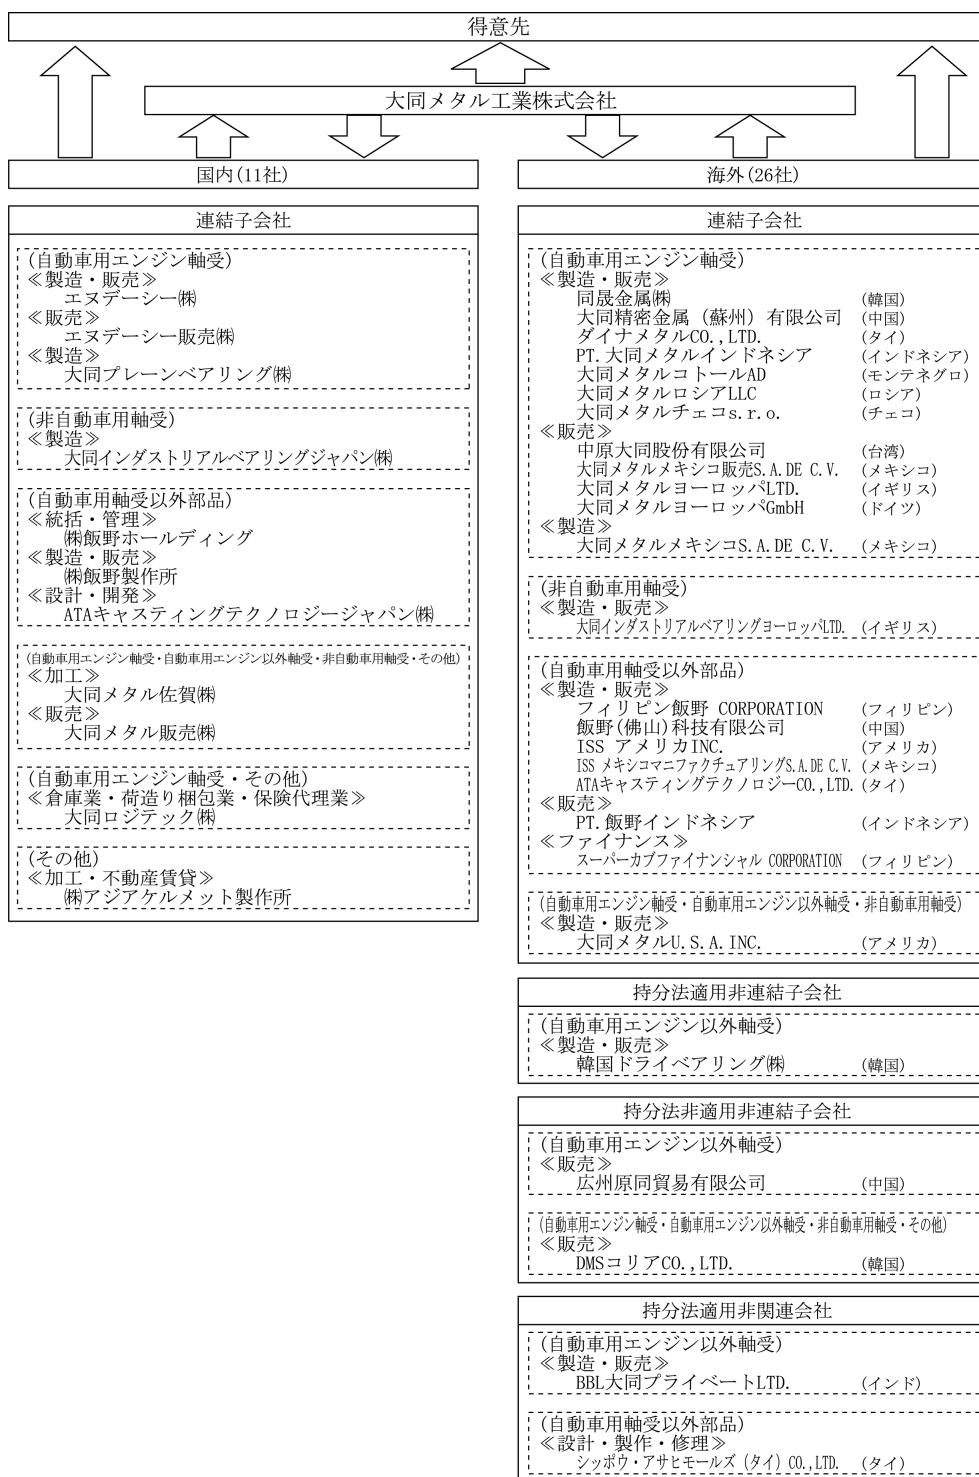 得意先
大同メタル工業株式会社
国内(11社)
連結子会社
(自動車用エンジン軸受)
≪製造・販売≫
エヌデーシー㈱
≪販売≫
エヌデーシー販売㈱
≪製造≫
大同プレーンベアリング㈱
(非自動車用軸受)
≪製造≫
大同インダストリアルベアリングジャパン㈱
(自動車用軸受以外部品)
≪統括・管理≫
㈱飯野ホールディング
≪製造・販売≫
㈱飯野製作所
≪設計・開発≫
ATAキャスティングテクノロジージャパン㈱
(自動車用エンジン軸受・自動車用エンジン以外軸受・非自動車用軸受・その他)
≪加工≫
大同メタル佐賀㈱
≪販売≫
大同メタル販売㈱
(自動車用エンジン軸受・その他)
≪倉庫業・荷造り梱包業・保険代理業≫
大同ロジテック㈱
(その他)
≪加工・不動産賃貸≫
㈱アジアケルメット製作所
海外(26社)
連結子会社
(自動車用エンジン軸受)
≪製造・販売≫
同晟金属㈱ (韓国)
大同精密金属（蘇州）有限公司 (中国)
ダイナメタルCO.,LTD. (タイ)
PT.大同メタルインドネシア (インドネシア)
大同メタルコトールAD (モンテネグロ)
大同メタルロシアLLC (ロシア)
大同メタルチェコs.r.o. (チェコ)
≪販売≫
中原大同股份有限公司 (台湾)
大同メタルメキシコ販売S.A.DE C.V. (メキシコ)
大同メタルヨーロッパLTD. (イギリス)
大同メタルヨーロッパGmbH (ドイツ)
≪製造≫
大同メタルメキシコS.A.DE C.V. (メキシコ)
(非自動車用軸受)
≪製造・販売≫
大同インダストリアルベアリングヨーロッパLTD. (イギリス)
(自動車用軸受以外部品)
≪製造・販売≫
フィリピン飯野 CORPORATION (フィリピン)
飯野(佛山)科技有限公司 (中国)
ISS アメリカINC. (アメリカ)
ISS メキシコマニファクチュアリングS.A.DE C.V. (メキシコ)
ATAキャスティングテクノロジーCO.,LTD. (タイ)
≪販売≫
PT.飯野インドネシア (インドネシア)
≪ファイナンス≫
スーパーカブファイナンシャル CORPORATION (フィリピン)
(自動車用エンジン軸受・自動車用エンジン以外軸受・非自動車用軸受)
≪製造・販売≫
大同メタルU.S.A.INC. (アメリカ)
持分法適用非連結子会社
(自動車用エンジン以外軸受)
≪製造・販売≫
韓国ドライベアリング㈱ (韓国)
持分法非適用非連結子会社
(自動車用エンジン以外軸受)
≪販売≫
広州原同貿易有限公司 (中国)
(自動車用エンジン軸受・自動車用エンジン以外軸受・非自動車用軸受・その他)
≪販売≫
DMSコリアCO.,LTD. (韓国)
持分法適用非関連会社
(自動車用エンジン以外軸受)
≪製造・販売≫
BBL大同プライベートLTD. (インド)
(自動車用軸受以外部品)
≪設計・製作・修理≫
シッポウ・アサヒモールズ（タイ）CO.,LTD. (タイ)